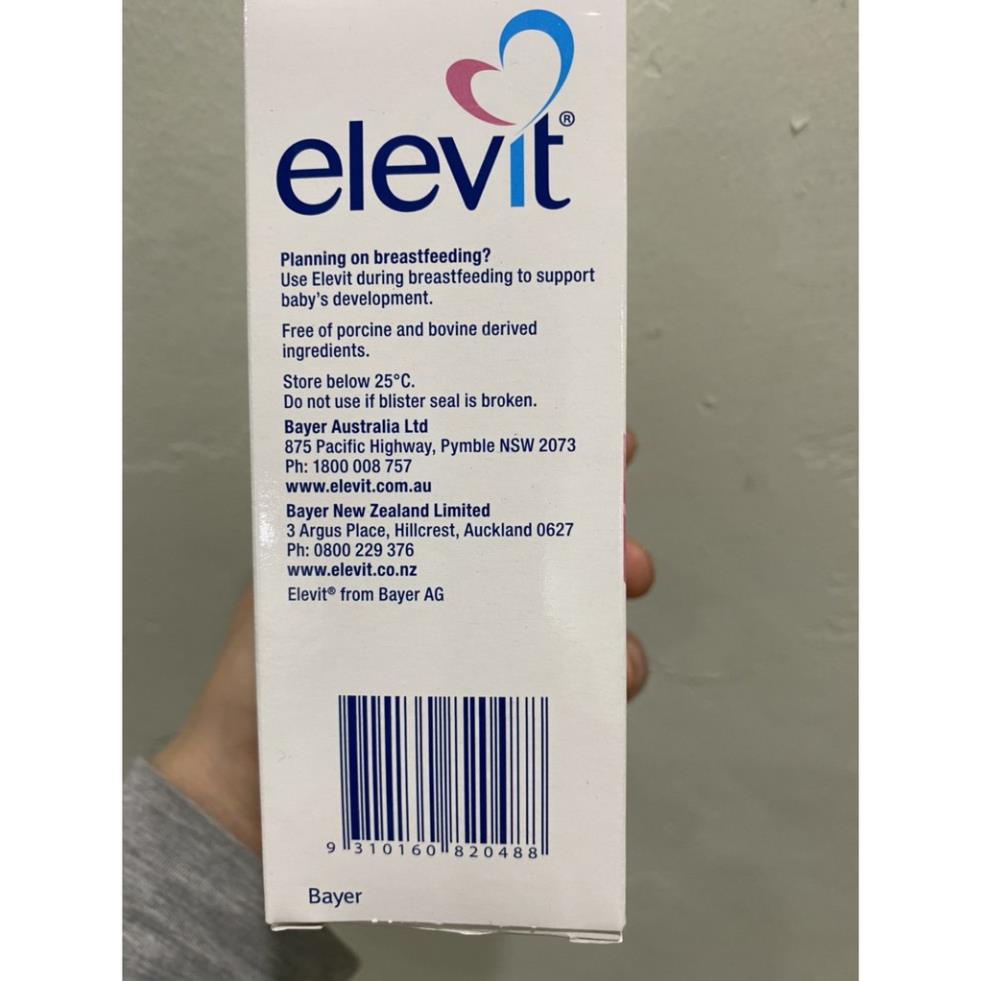 elevit®
Planning on breastfeeding?
Use Elevit during breastfeeding to support
baby's development.
Free of porcine and bovine derived
ingredients.
Store below 25°C.
Do not use if blister seal is broken.
Bayer Australia Ltd
875 Pacific Highway, Pymble NSW 2073
Ph: 1800 008 757
www.elevit.com.au
Bayer New Zealand Limited
3 Argus Place, Hillcrest, Auckland 0627
Ph: 0800 229 376
www.elevit.co.nz
Elevit® from Bayer AG
9 310160 820488
Bayer